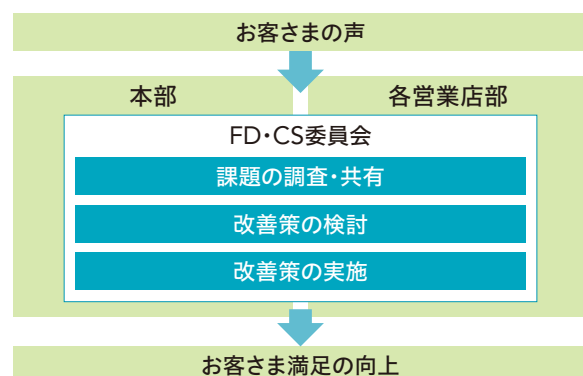 お客さまの声
本部
各営業店部
FD・CS委員会
課題の調査・共有
改善策の検討
改善策の実施
お客さま満足の向上